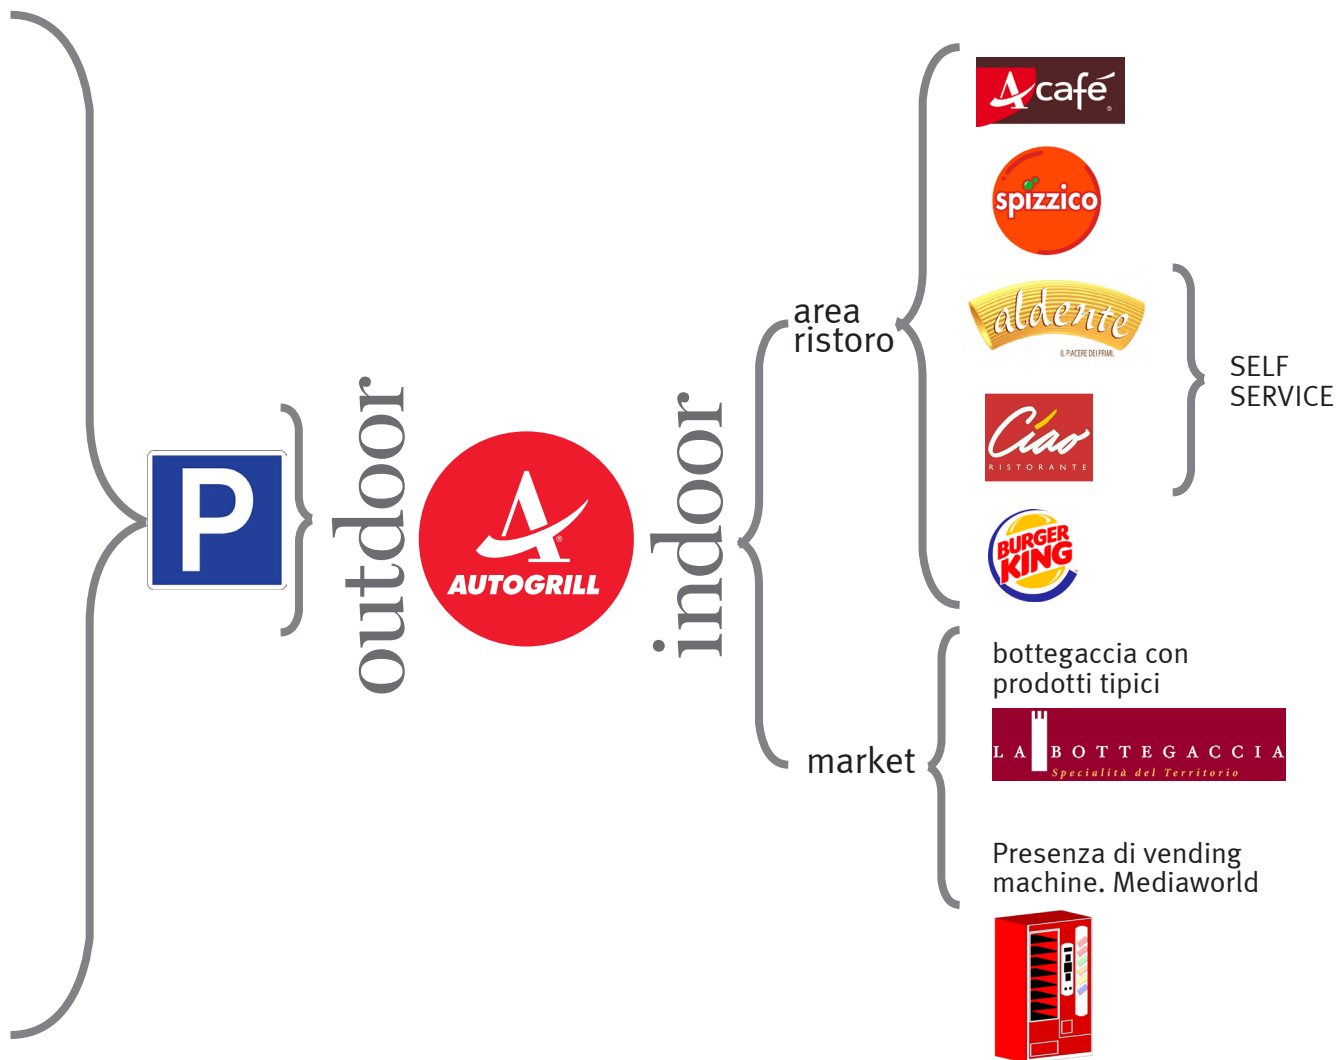 P
outdoor
A
AUTOGRILL
®
indoor
area
ristoro
A café
®
spizzico
aldente
IL PIACERE DEI PRIMI.
Ciao
RISTORANTE
BURGER
KING
SELF
SERVICE
market
bottegaccia con
prodotti tipici
LA BOTTEGACCIA
Specialità del Territorio
Presenza di vending
machine. Mediaworld